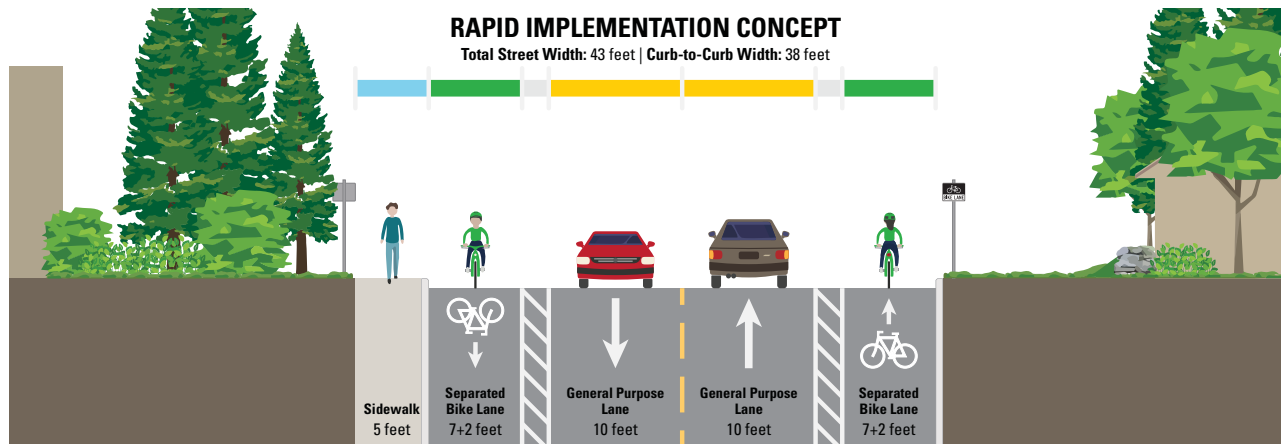 RAPID IMPLEMENTATION CONCEPT
Total Street Width: 43 feet | Curb-to-Curb Width: 38 feet
BIKE LANE
Sidewalk
5 feet
Separated
Bike Lane
7+2 feet
General Purpose
Lane
10 feet
General Purpose
Lane
10 feet
Separated
Bike Lane
7+2 feet